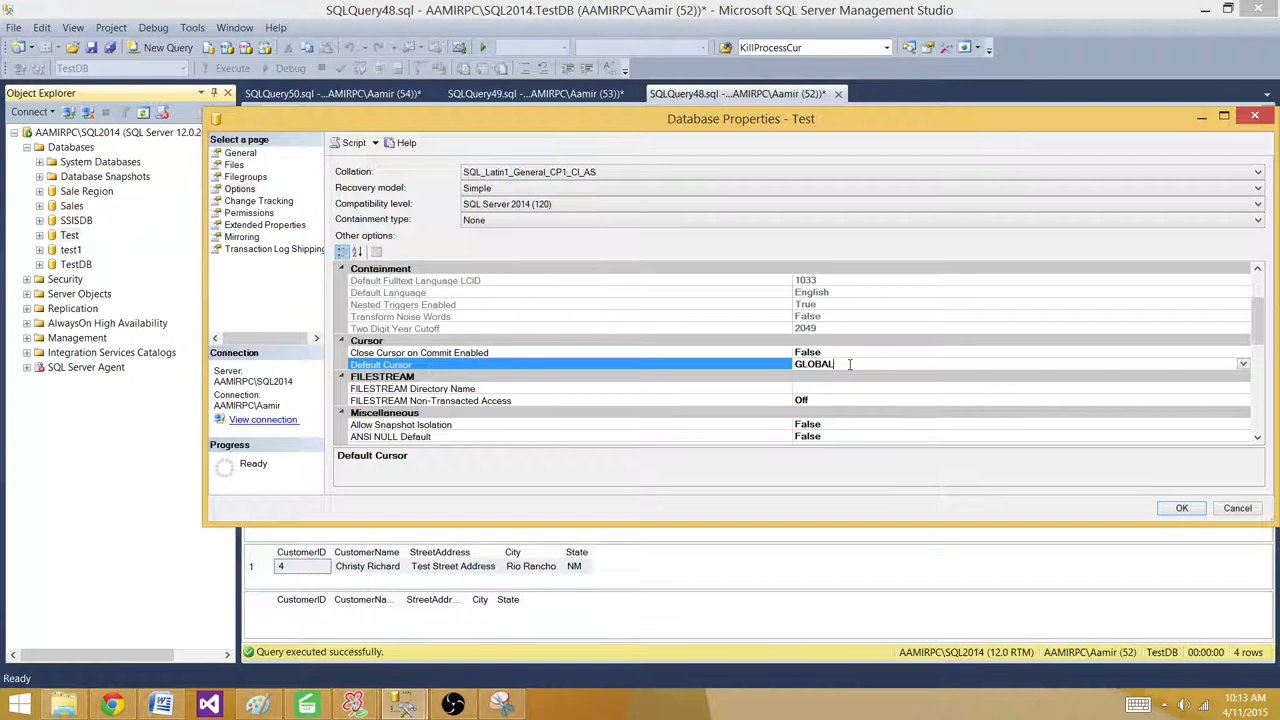 SQLQuery48.sql - AAMIRPC\SQL2014.TestDB (AAMIRPC\Aamir (52))* - Microsoft SQL Server Management Studio
File Edit View Project Debug Tools Window Help
New Query KillProcessCur
TestDB Execute Debug
Object Explorer
SQLQuery50.sql -...AMIRPC\Aamir (54))* SQLQuery49.sql -...AMIRPC\Aamir (53))* SQLQuery48.sql -...AMIRPC\Aamir (52))*
Connect
AAMIRPC\SQL2014 (SQL Server 12.0.2
Databases
System Databases
Database Snapshots
Sale Region
Sales
SSISDB
Test
test1
TestDB
Security
Server Objects
Replication
AlwaysOn High Availability
Management
Integration Services Catalogs
SQL Server Agent
Database Properties - Test
Select a page
General
Files
Filegroups
Options
Change Tracking
Permissions
Extended Properties
Mirroring
Transaction Log Shipping
Connection
Server:
AAMIRPC\SQL2014
Connection:
AAMIRPC\Aamir
View connection
Progress
Ready
Script Help
Collation: SQL_Latin1_General_CP1_CI_AS
Recovery model: Simple
Compatibility level: SQL Server 2014 (120)
Containment type: None
Other options:
Containment
Default Fulltext Language LCID 1033
Default Language English
Nested Triggers Enabled True
Transform Noise Words False
Two Digit Year Cutoff 2049
Cursor
Close Cursor on Commit Enabled False
Default Cursor GLOBAL
FILESTREAM
FILESTREAM Directory Name
FILESTREAM Non-Transacted Access Off
Miscellaneous
Allow Snapshot Isolation False
ANSI NULL Default False
Default Cursor
OK Cancel
CustomerID CustomerName StreetAddress City State
1 4 Christy Richard Test Street Address Rio Rancho NM
CustomerID CustomerNa... StreetAddr... City State
Query executed successfully. AAMIRPC\SQL2014 (12.0 RTM) AAMIRPC\Aamir (52) TestDB 00:00:00 4 rows
Ready
10:13 AM
4/11/2015